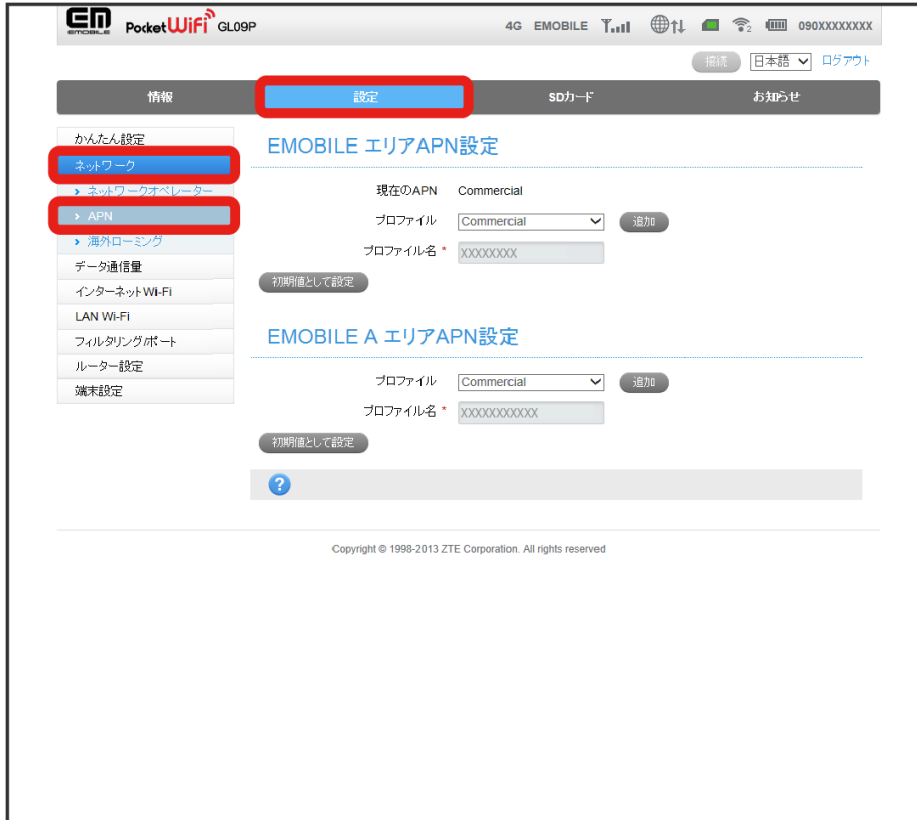 EM
EMOBILE
PocketWiFi GL09P
4G EMOBILE 2 090XXXXXXXX
接続 日本語 ログアウト
情報 設定 SDカード お知らせ
かんたん設定
ネットワーク
ネットワークオペレーター
APN
海外ローミング
データ通信量
インターネットWi-Fi
LAN Wi-Fi
フィルタリング/ポート
ルーター設定
端末設定
EMOBILE エリアAPN設定
現在のAPN Commercial
プロファイル Commercial 追加
プロファイル名 * XXXXXXXX
初期値として設定
EMOBILE A エリアAPN設定
プロファイル Commercial 追加
プロファイル名 * XXXXXXXXXXX
初期値として設定
?
Copyright © 1998-2013 ZTE Corporation. All rights reserved